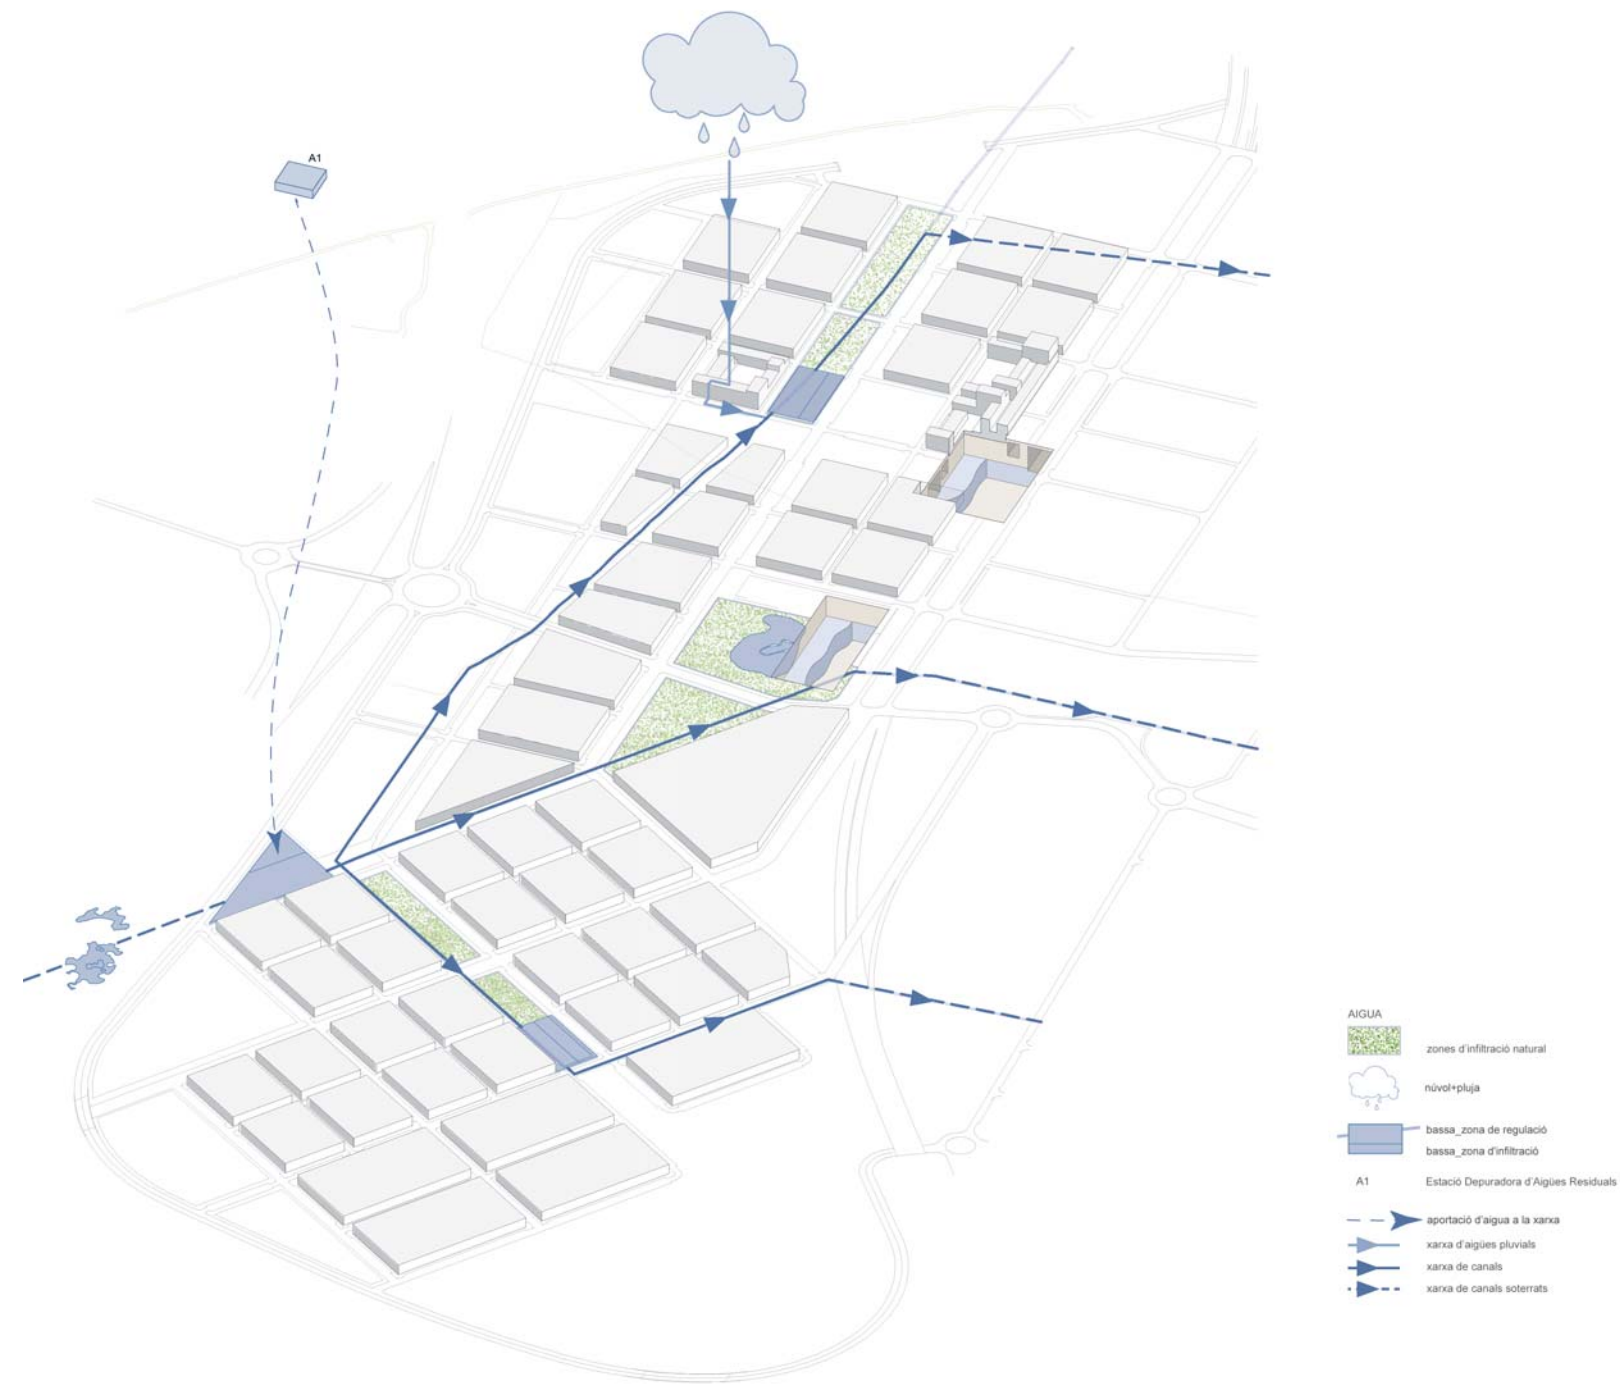 A1
AIGUA
zones d'infiltració natural
núvol+pluja
bassa_zona de regulació
bassa_zona d'infiltració
A1 Estació Depuradora d'Aigües Residuals
aportació d'aigua a la xarxa
xarxa d'aigües pluvials
xarxa de canals
xarxa de canals soterrats